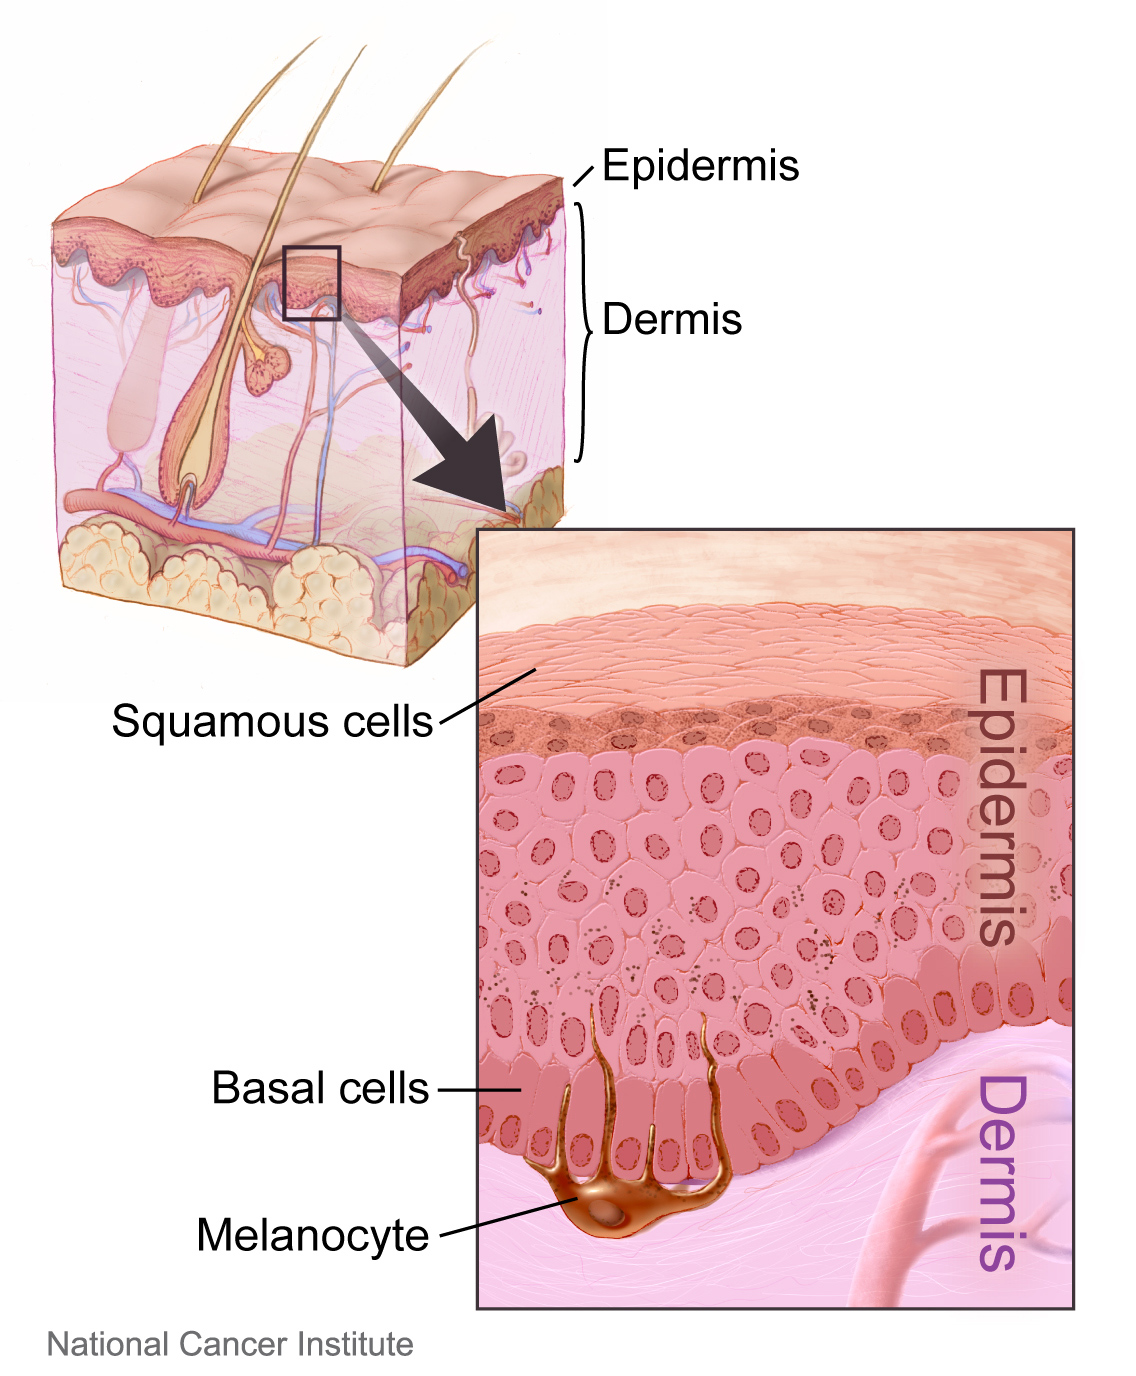 Epidermis
Dermis
Squamous cells
Epidermis
Basal cells
Dermis
Melanocyte
National Cancer Institute